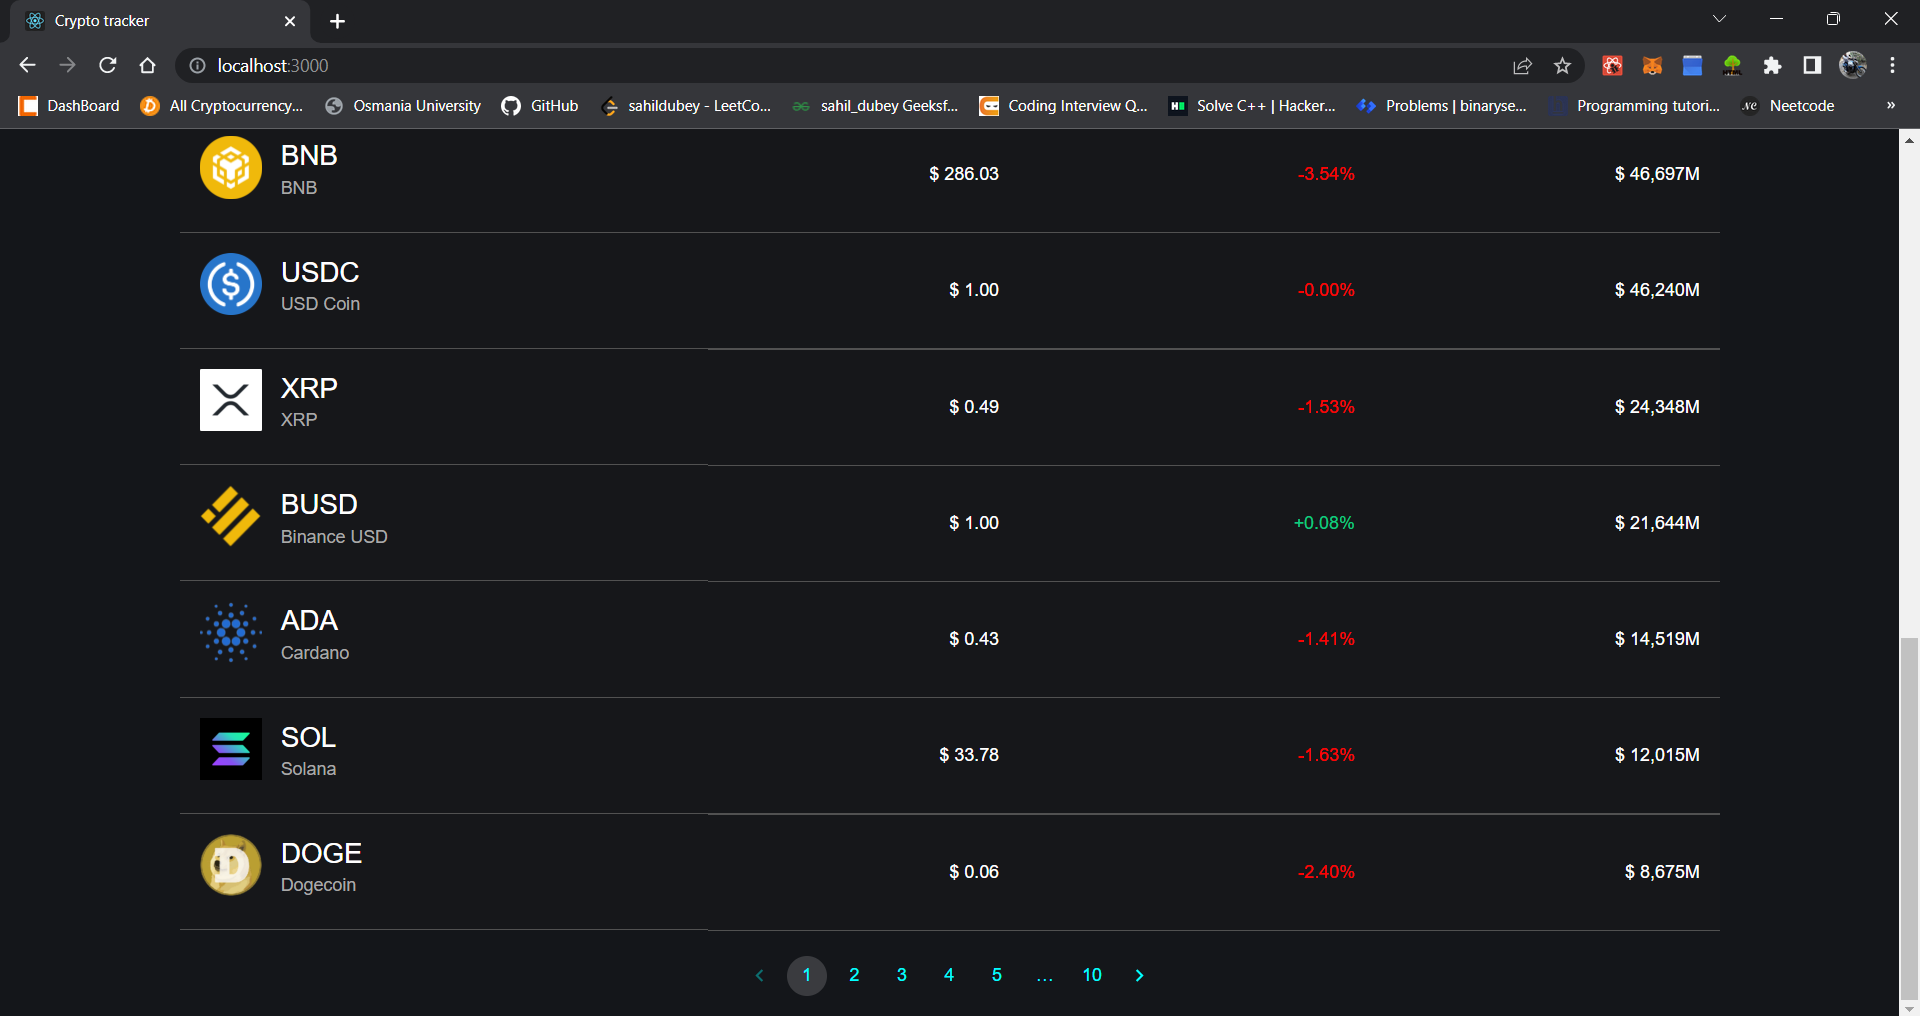 Crypto tracker
localhost:3000
DashBoard All Cryptocurrency... Osmania University GitHub sahildubey - LeetCo... sahil_dubey Geeksf... Coding Interview Q... Solve C++ | Hacker... Problems | binaryse... Programming tutori... Neetcode »
BNB
BNB
$ 286.03 -3.54% $ 46,697M
USDC
USD Coin
$ 1.00 -0.00% $ 46,240M
XRP
XRP
$ 0.49 -1.53% $ 24,348M
BUSD
Binance USD
$ 1.00 +0.08% $ 21,644M
ADA
Cardano
$ 0.43 -1.41% $ 14,519M
SOL
Solana
$ 33.78 -1.63% $ 12,015M
DOGE
Dogecoin
$ 0.06 -2.40% $ 8,675M
1 2 3 4 5 ... 10